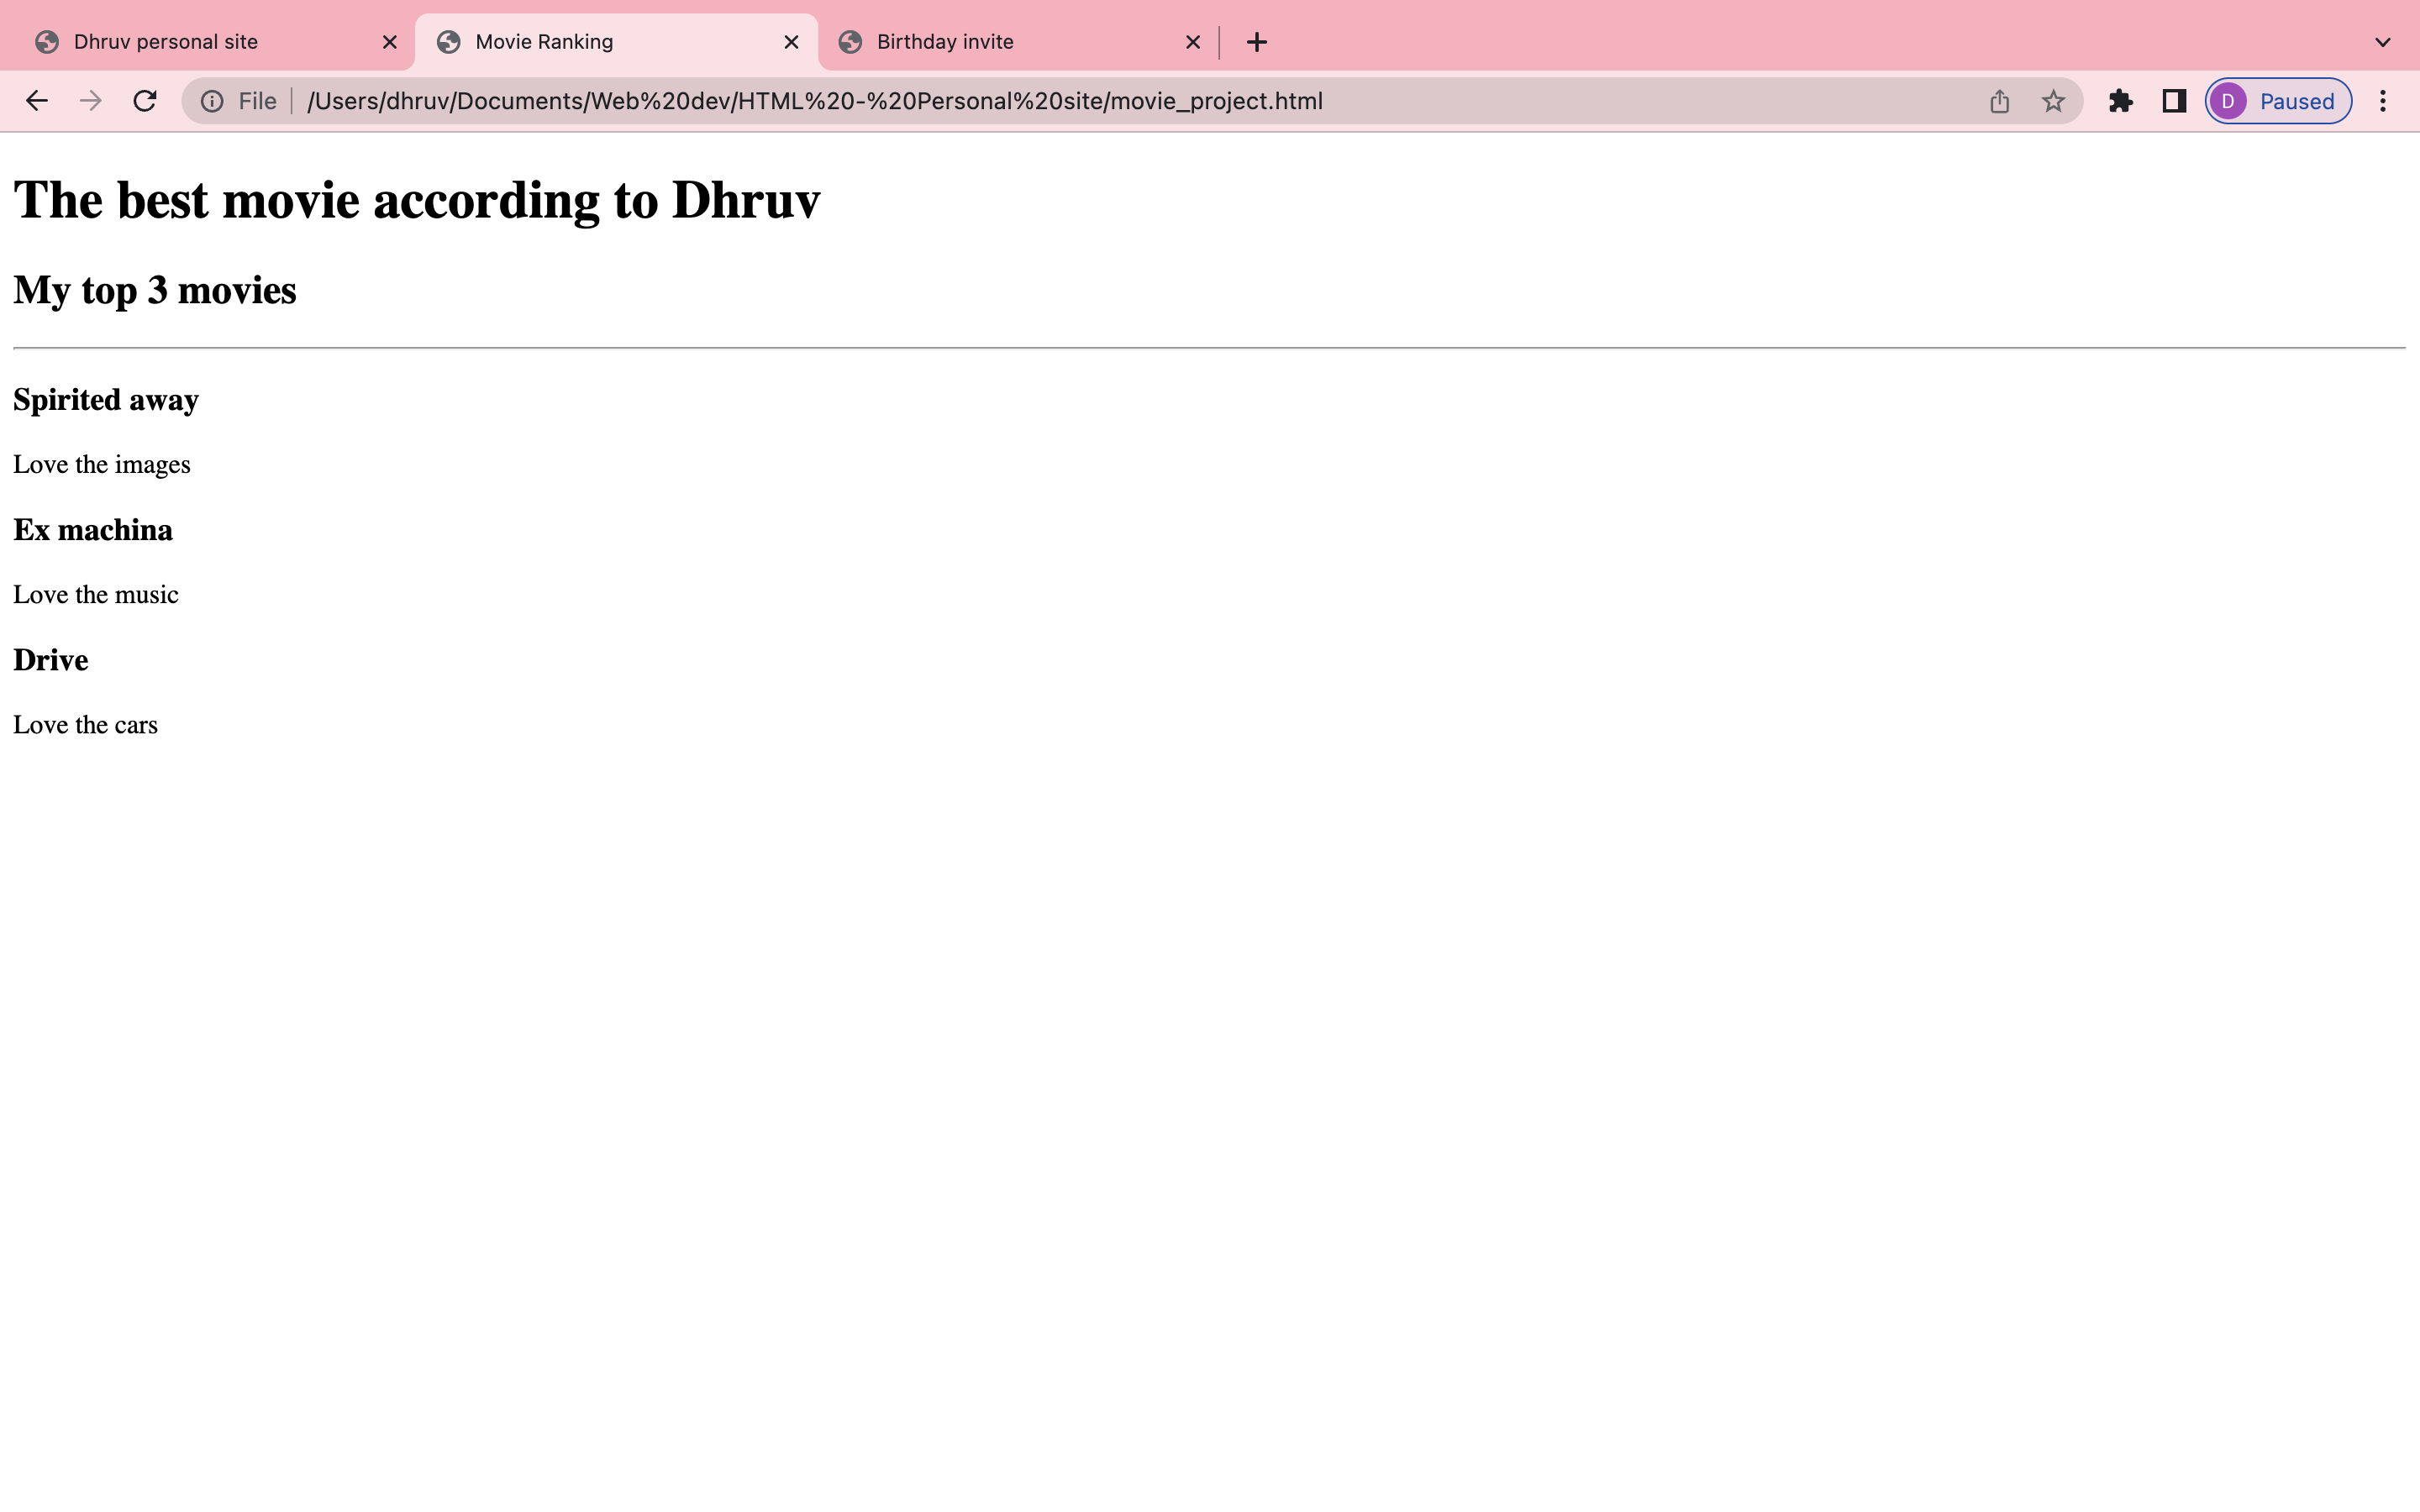 Dhruv personal site
Movie Ranking
Birthday invite
File
/Users/dhruv/Documents/Web%20dev/HTML%20-%20Personal%20site/movie_project.html
D
Paused
The best movie according to Dhruv
My top 3 movies
Spirited away
Love the images
Ex machina
Love the music
Drive
Love the cars